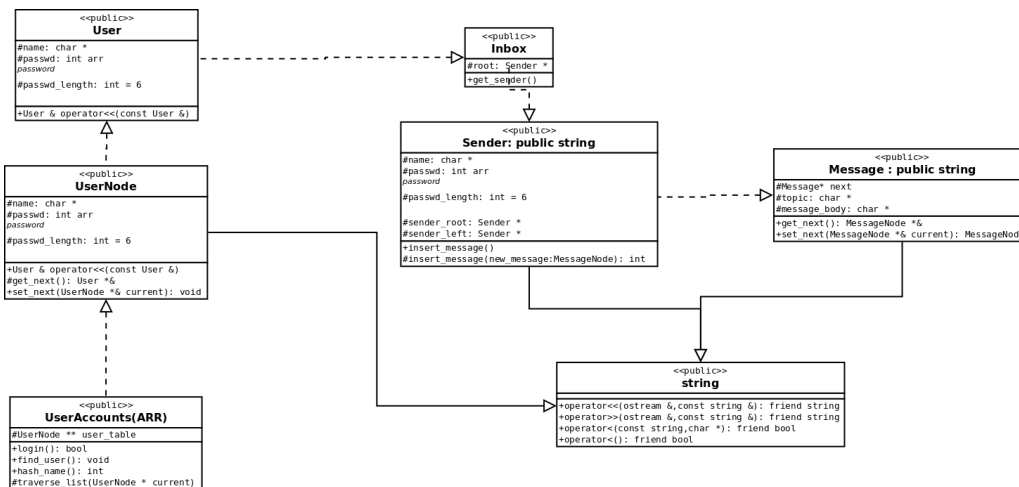 <<public>>
User
#name: char *
#passwd: int arr
password
#passwd_length: int = 6
+User & operator<<(const User &)
<<public>>
Inbox
#root: Sender *
+get_sender()
<<public>>
Sender: public string
#name: char *
#passwd: int arr
password
#passwd_length: int = 6
#sender_root: Sender *
#sender_left: Sender *
+insert_message()
#insert_message(new_message:MessageNode): int
<<public>>
Message : public string
#Message* next
#topic: char *
#message_body: char *
+get_next(): MessageNode *&
+set_next(MessageNode *& current): MessageNod
<<public>>
UserNode
#name: char *
#passwd: int arr
password
#passwd_length: int = 6
+User & operator<<(const User &)
#get_next(): User *&
+set_next(UserNode *& current): void
<<public>>
string
+operator<<(ostream &,const string &): friend string
+operator>>(ostream &,const string &): friend string
+operator<(const string,char *): friend bool
+operator<(): friend bool
<<public>>
UserAccounts(ARR)
#UserNode ** user_table
+login(): bool
+find_user(): void
+hash_name(): int
#traverse_list(UserNode * current)